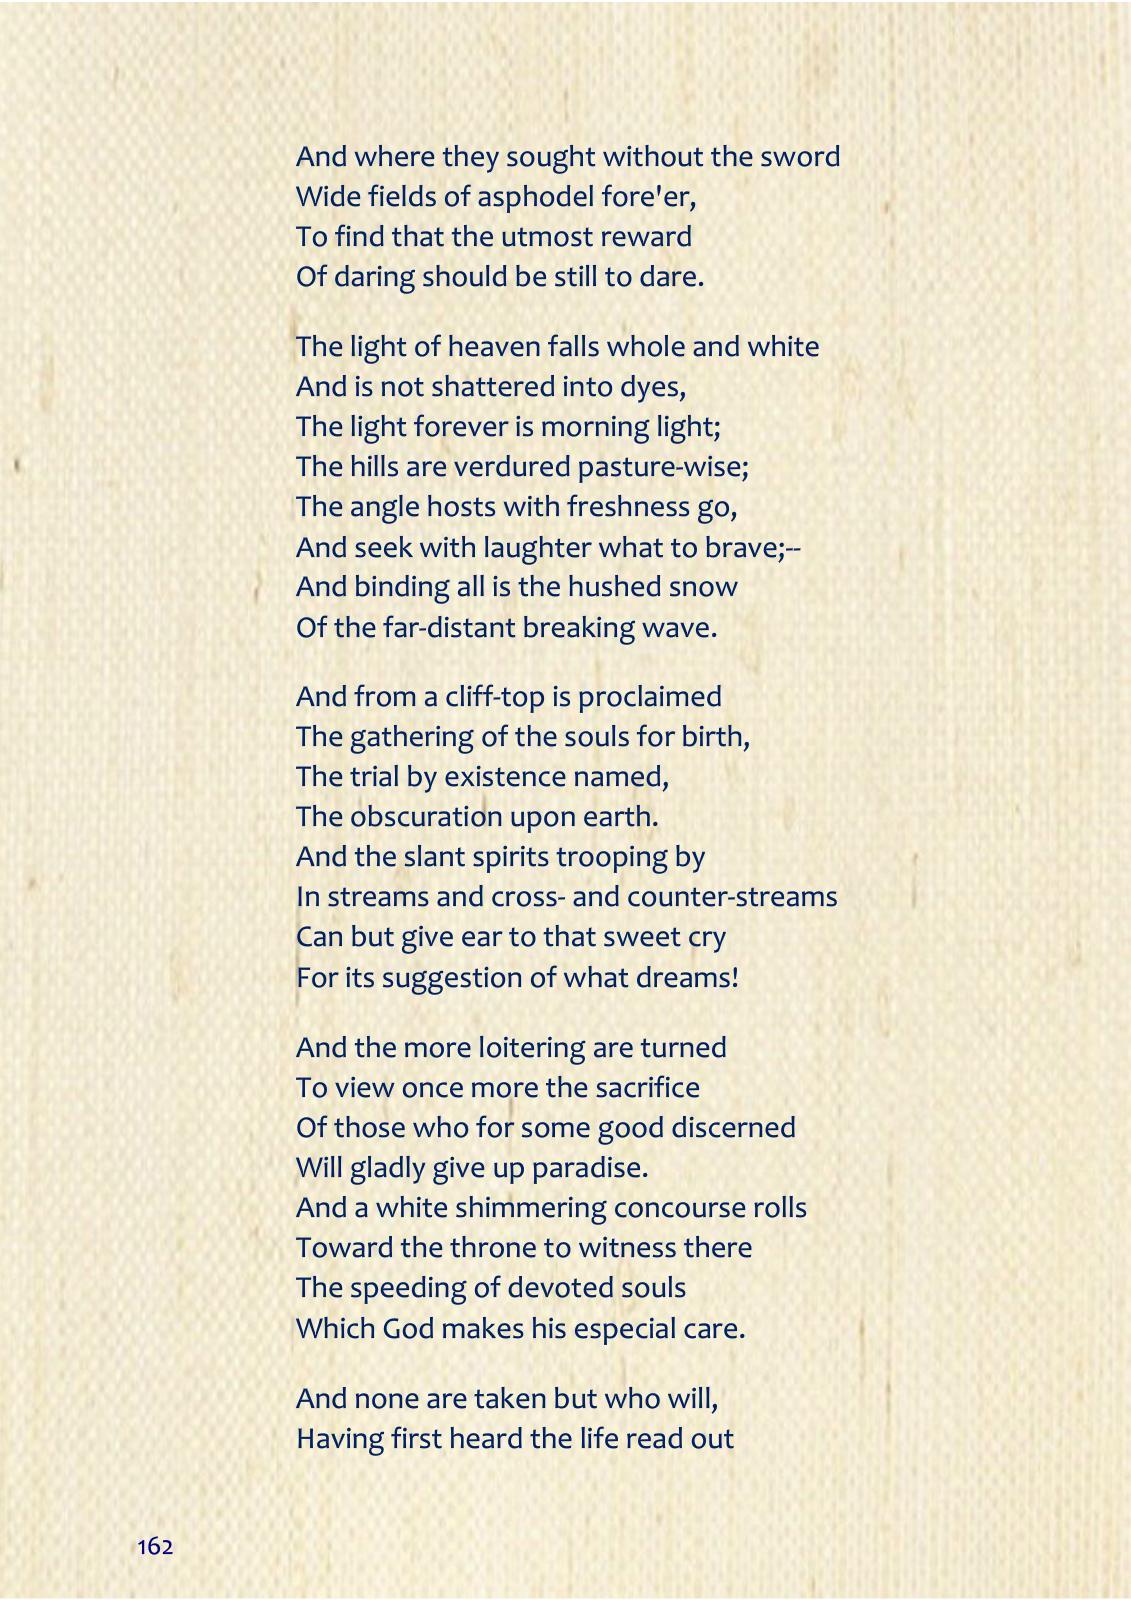 And where they sought without the sword
Wide fields of asphodel fore'er,
To find that the utmost reward
Of daring should be still to dare.
The light of heaven falls whole and white
And is not shattered into dyes,
The light forever is morning light;
The hills are verdured pasture-wise;
The angle hosts with freshness go,
And seek with laughter what to brave;--
And binding all is the hushed snow
Of the far-distant breaking wave.
And from a cliff-top is proclaimed
The gathering of the souls for birth,
The trial by existence named,
The obscuration upon earth.
And the slant spirits trooping by
In streams and cross- and counter-streams
Can but give ear to that sweet cry
For its suggestion of what dreams!
And the more loitering are turned
To view once more the sacrifice
Of those who for some good discerned
Will gladly give up paradise.
And a white shimmering concourse rolls
Toward the throne to witness there
The speeding of devoted souls
Which God makes his especial care.
And none are taken but who will,
Having first heard the life read out
162